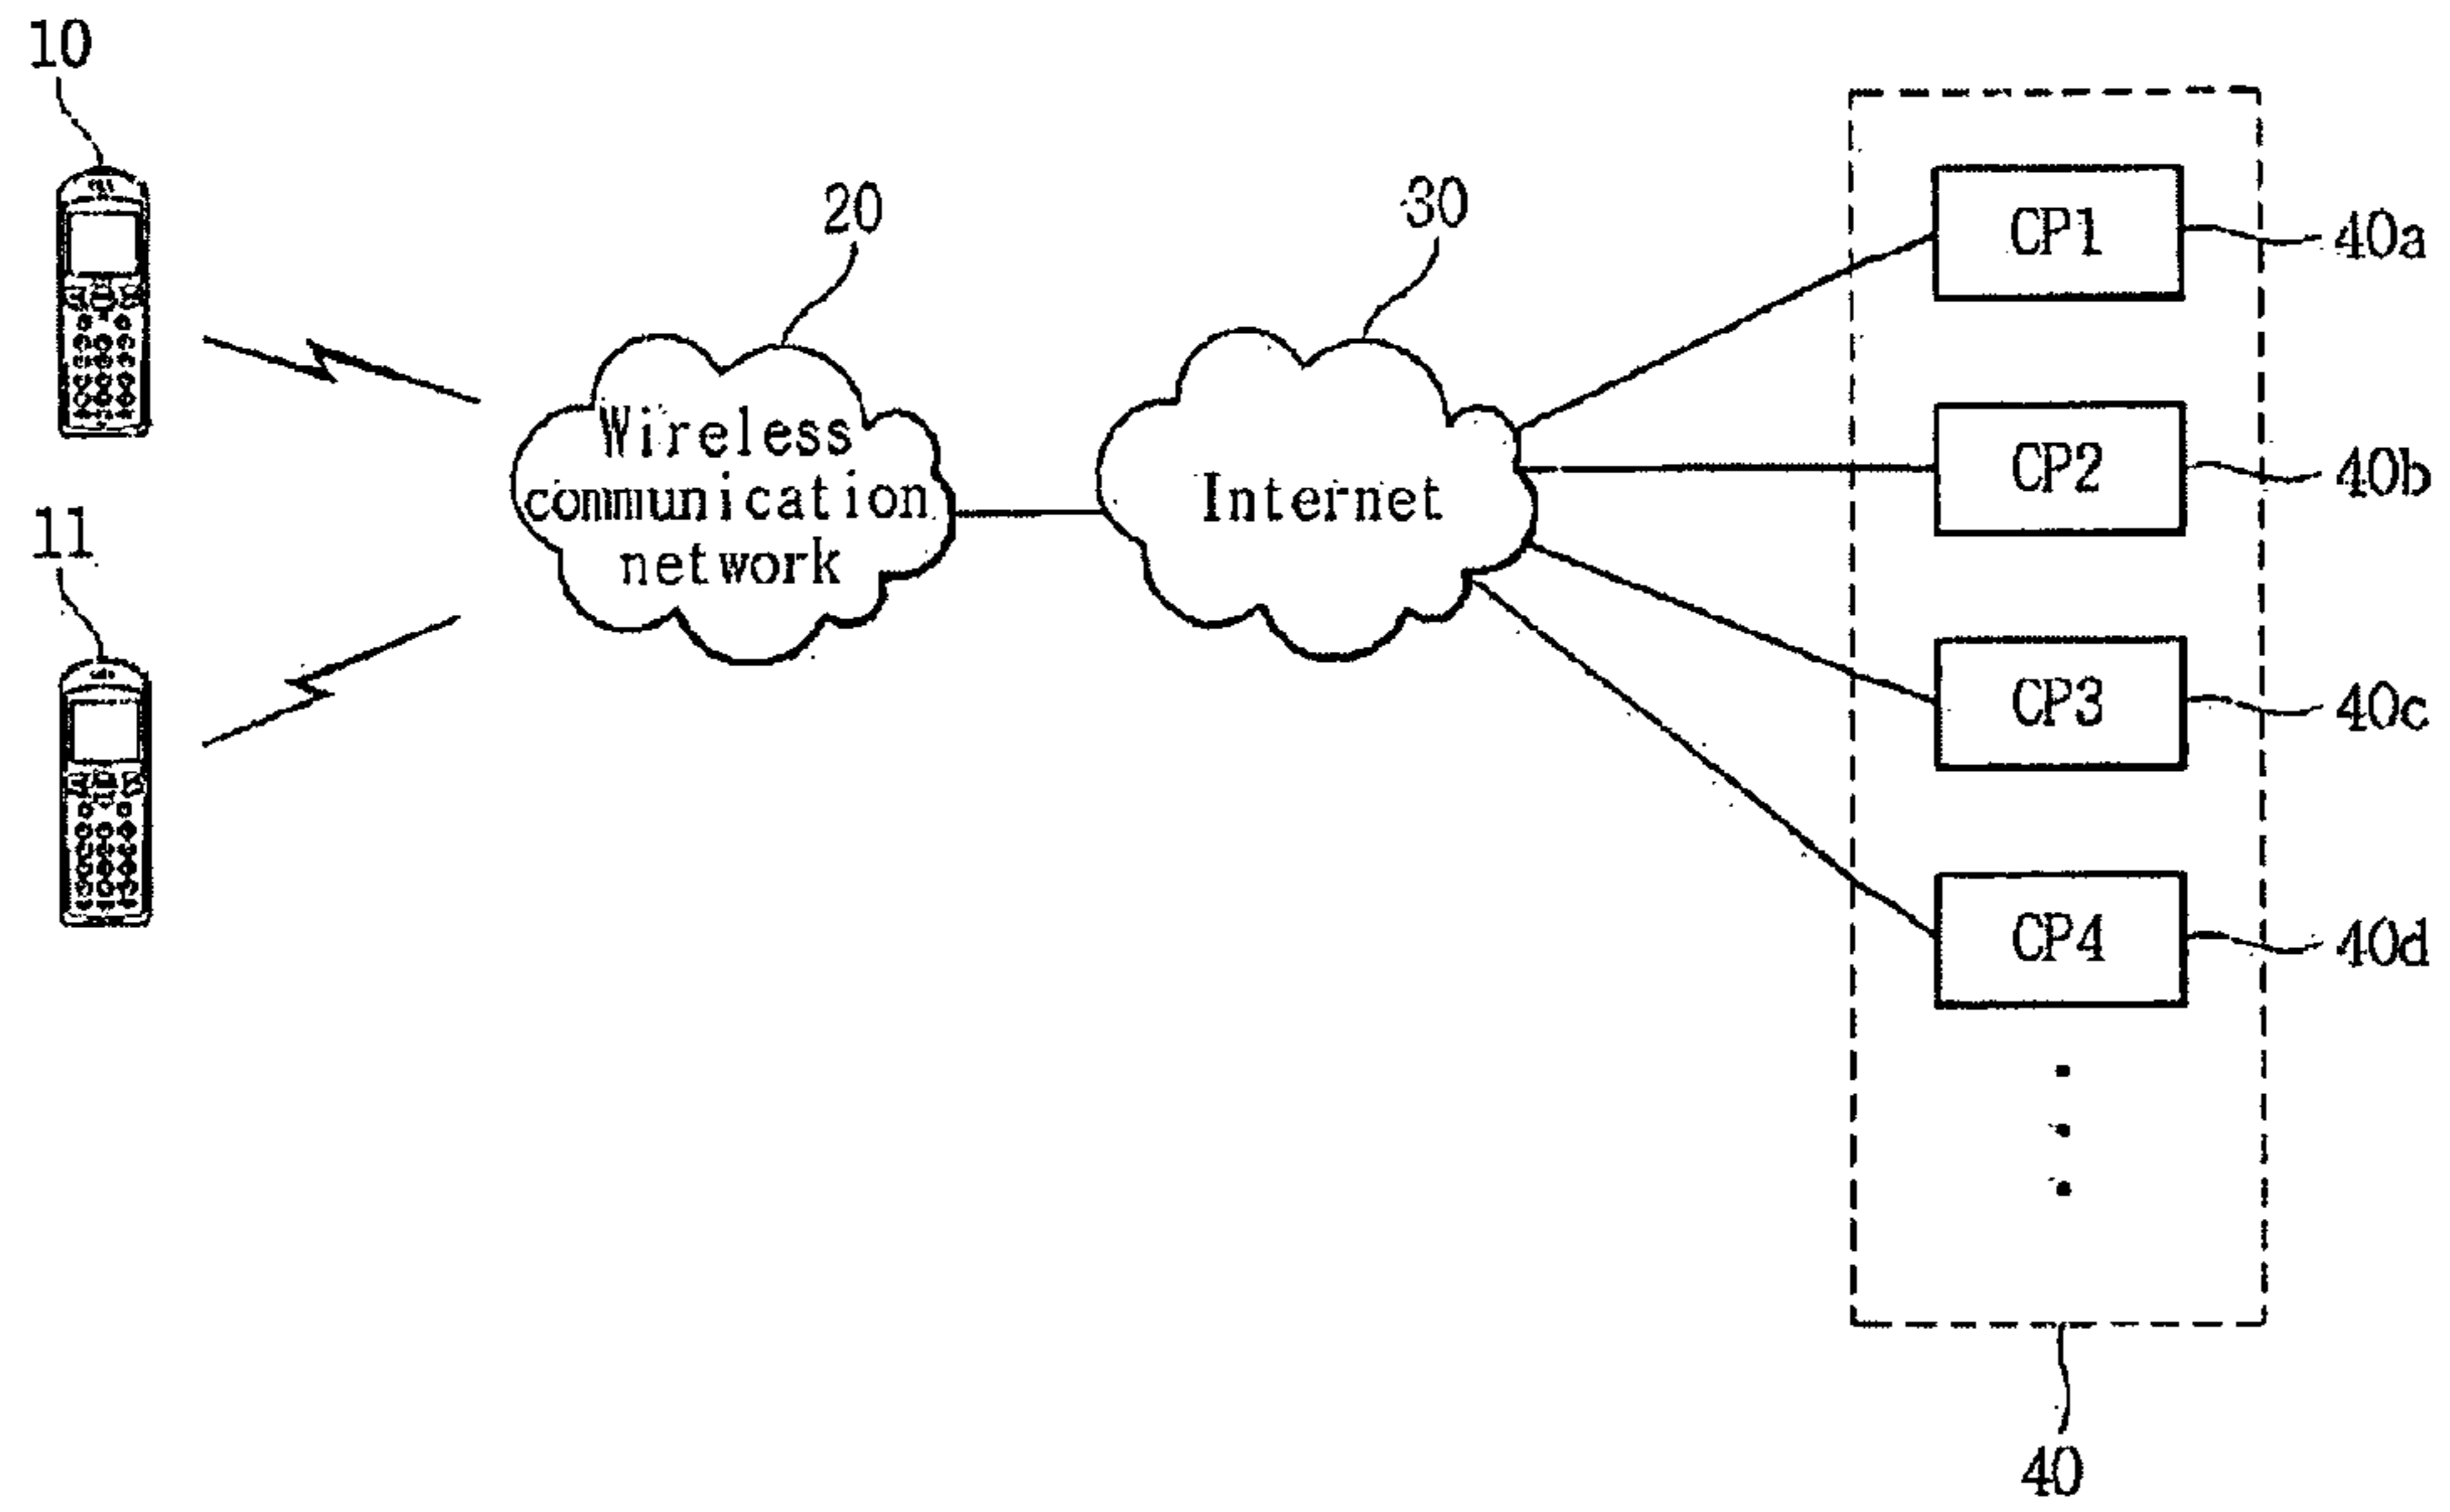 10
20
30
CP1
40a
Wireless
communication
network
Internet
CP2
40b
11
CP3
40c
CP4
40d
40